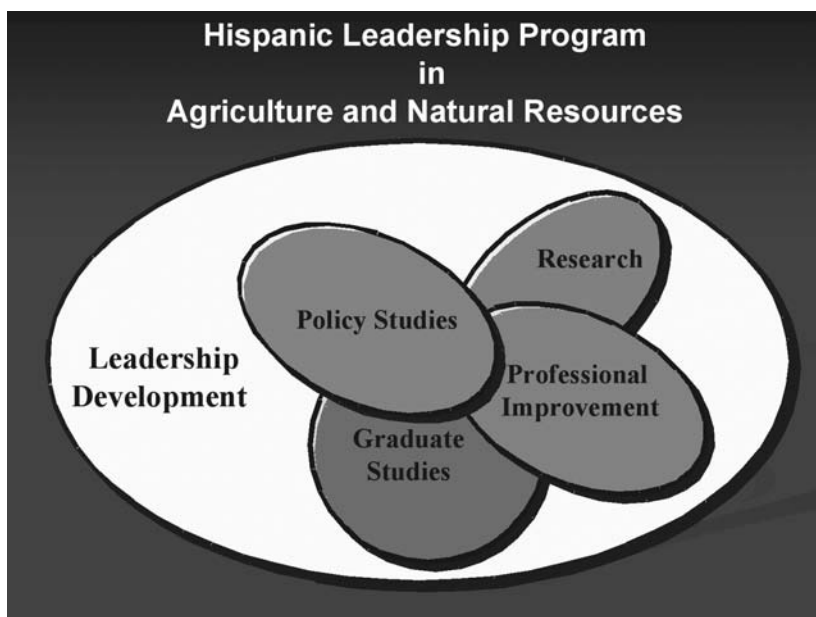 Hispanic Leadership Program
in
Agriculture and Natural Resources
Research
Policy Studies
Leadership
Development
Professional
Improvement
Graduate
Studies